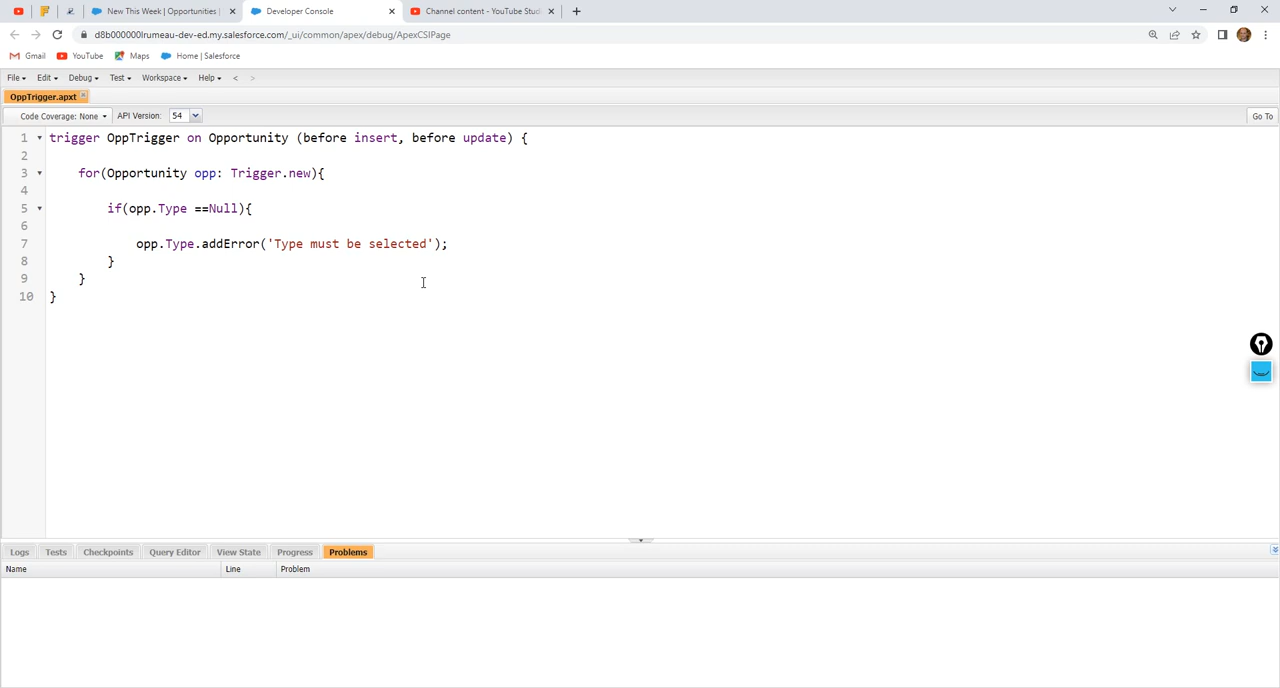 New This Week | Opportunities |
Developer Console
Channel content - YouTube Studi
d8b000000lrumeau-dev-ed.my.salesforce.com/_ui/common/apex/debug/ApexCSIPage
Gmail YouTube Maps Home | Salesforce
File Edit Debug Test Workspace Help < >
OppTrigger.apxt
Code Coverage: None API Version: 54 Go To
1 trigger OppTrigger on Opportunity (before insert, before update) {
2
3 for(Opportunity opp: Trigger.new){
4
5 if(opp.Type ==Null){
6
7 opp.Type.addError('Type must be selected');
8 }
9 }
10 }
Logs Tests Checkpoints Query Editor View State Progress Problems
Name Line Problem